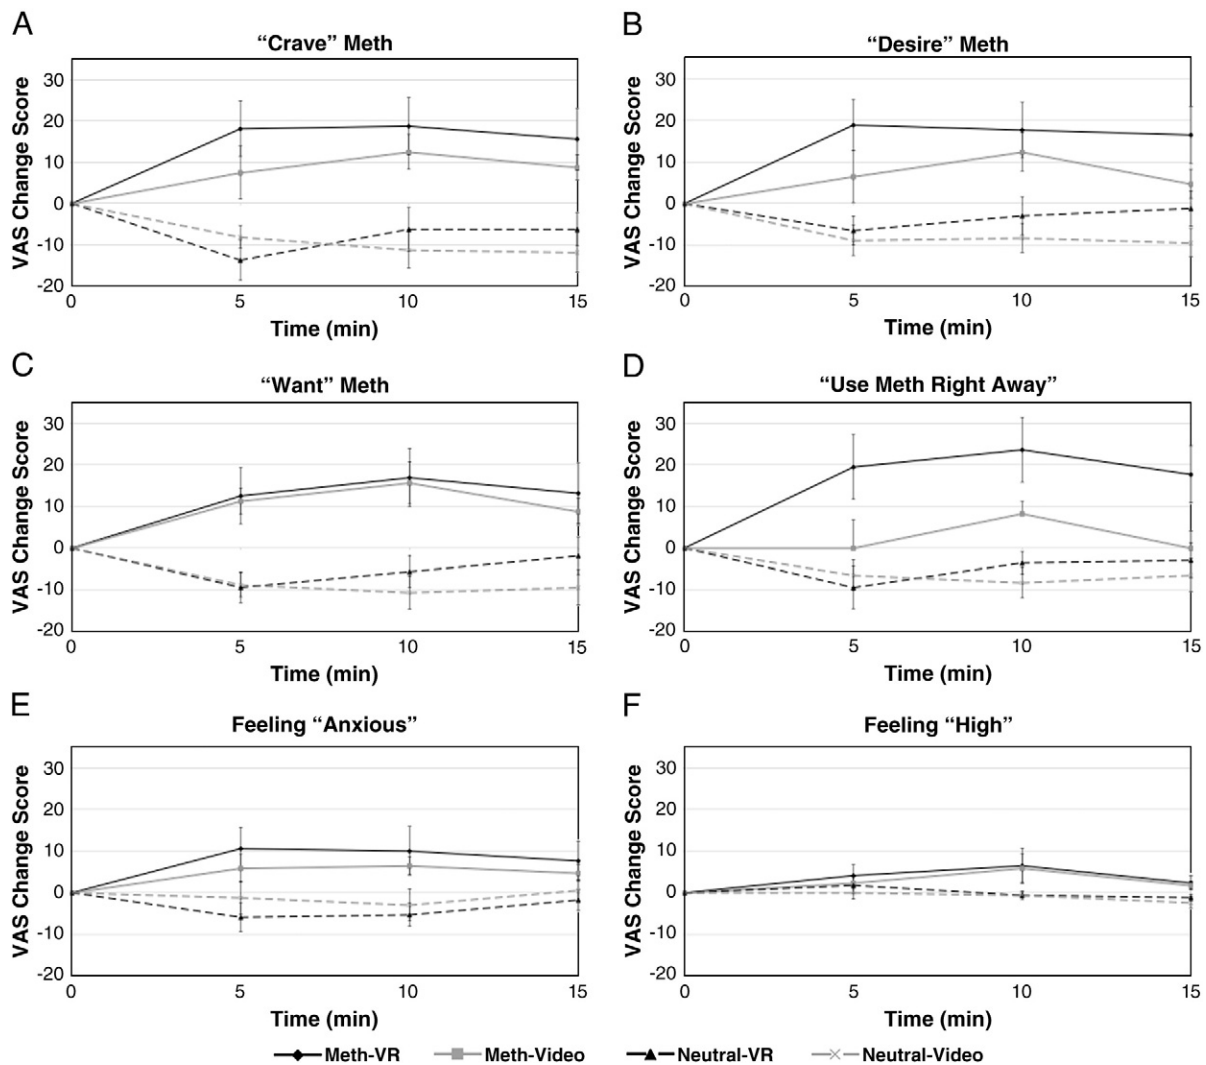 A
"Crave" Meth
VAS Change Score
30
20
10
0
-10
-20
0 5 10 15
Time (min)
B
"Desire" Meth
VAS Change Score
30
20
10
0
-10
-20
0 5 10 15
Time (min)
C
"Want" Meth
VAS Change Score
30
20
10
0
-10
-20
0 5 10 15
Time (min)
D
"Use Meth Right Away"
VAS Change Score
30
20
10
0
-10
-20
0 5 10 15
Time (min)
E
Feeling "Anxious"
VAS Change Score
30
20
10
0
-10
-20
0 5 10 15
Time (min)
F
Feeling "High"
VAS Change Score
30
20
10
0
-10
-20
0 5 10 15
Time (min)
Meth-VR Meth-Video Neutral-VR Neutral-Video